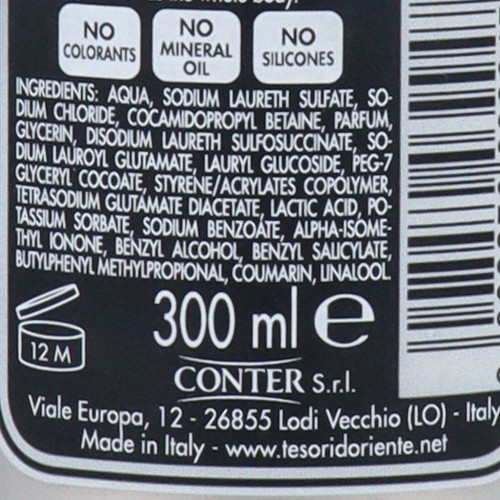 NO
COLORANTS
NO
MINERAL
OIL
NO
SILICONES
INGREDIENTS: AQUA, SODIUM LAURETH SULFATE, SO-
DIUM CHLORIDE, COCAMIDOPROPYL BETAINE, PARFUM,
GLYCERIN, DISODIUM LAURETH SULFOSUCCINATE, SO-
DIUM LAUROYL GLUTAMATE, LAURYL GLUCOSIDE, PEG-7
GLYCERYL COCOATE, STYRENE/ACRYLATES COPOLYMER,
TETRASODIUM GLUTAMATE DIACETATE, LACTIC ACID, PO-
TASSIUM SORBATE, SODIUM BENZOATE, ALPHA-ISOME-
THYL IONONE, BENZYL ALCOHOL, BENZYL SALICYLATE,
BUTYLPHENYL METHYLPROPIONAL, COUMARIN, LINALOOL.
300 ml e
12 M
CONTER S.r.l.
Viale Europa, 12 - 26855 Lodi Vecchio (LO) - Italy
Made in Italy - www.tesoridoriente.net